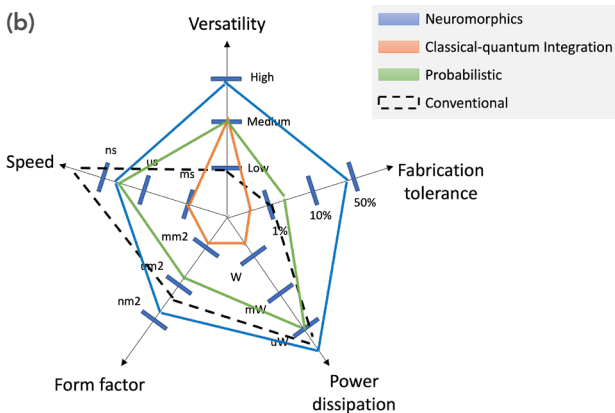 (b)
Versatility
Neuromorphics
Classical-quantum Integration
Probabilistic
Conventional
High
Medium
Low
Speed
ns
us
ms
Fabrication
tolerance
1%
10%
50%
mm2
um2
nm2
W
mW
uW
Form factor
Power
dissipation